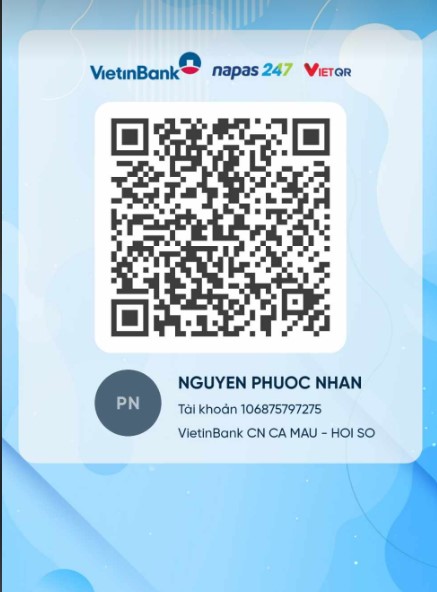 VietinBank napas 247 VIETQR
PN
NGUYEN PHUOC NHAN
Tài khoản 106875797275
VietinBank CN CA MAU - HOI SO